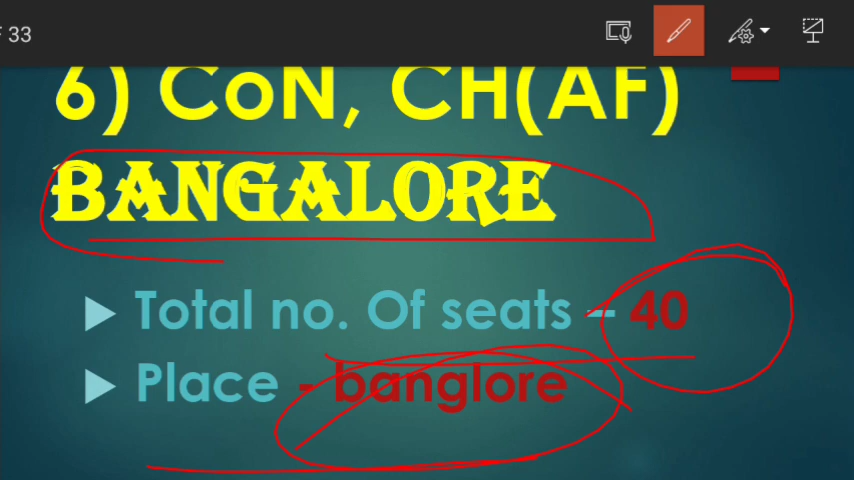 33
6) CoN, CH(AF)
BANGALORE
Total no. Of seats – 40
Place - banglore